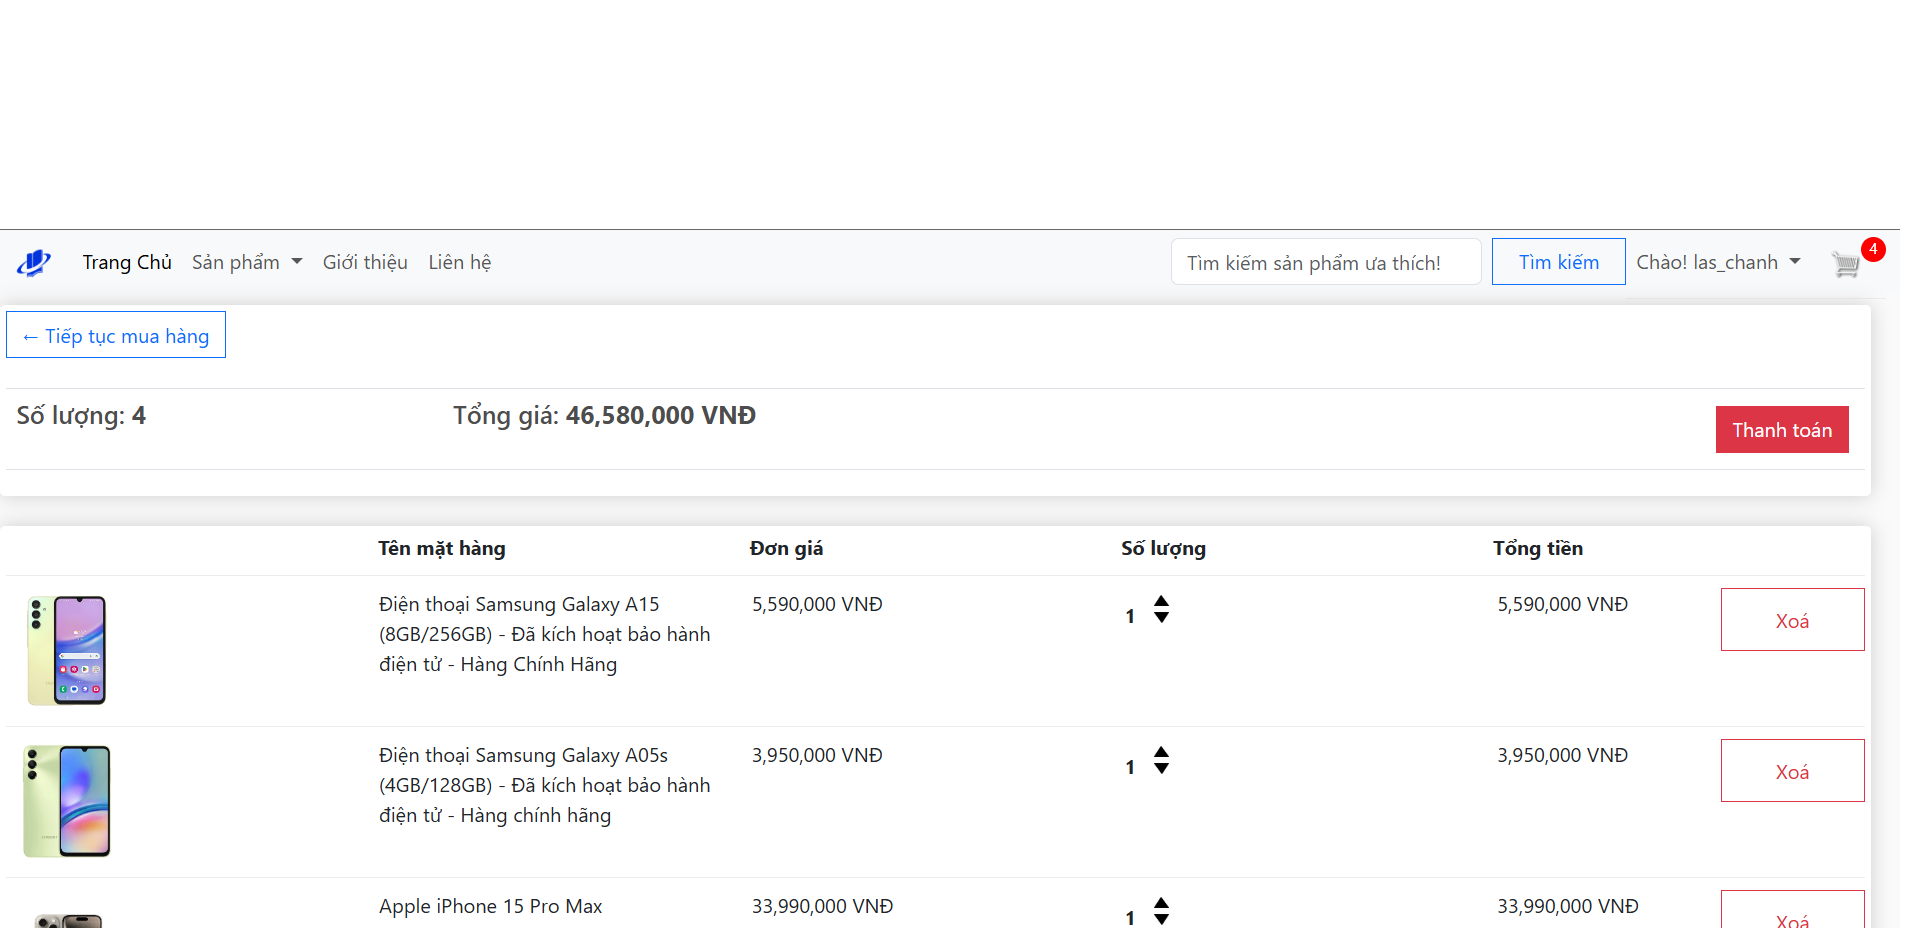 Trang Chủ Sản phẩm Giới thiệu Liên hệ Tìm kiếm sản phẩm ưa thích! Tìm kiếm Chào! las_chanh 4
← Tiếp tục mua hàng
Số lượng: 4 Tổng giá: 46,580,000 VNĐ Thanh toán
Tên mặt hàng Đơn giá Số lượng Tổng tiền
Điện thoại Samsung Galaxy A15 5,590,000 VNĐ 1 5,590,000 VNĐ Xoá
(8GB/256GB) - Đã kích hoạt bảo hành
điện tử - Hàng Chính Hãng
Điện thoại Samsung Galaxy A05s 3,950,000 VNĐ 1 3,950,000 VNĐ Xoá
(4GB/128GB) - Đã kích hoạt bảo hành
điện tử - Hàng chính hãng
Apple iPhone 15 Pro Max 33,990,000 VNĐ 1 33,990,000 VNĐ Xoá